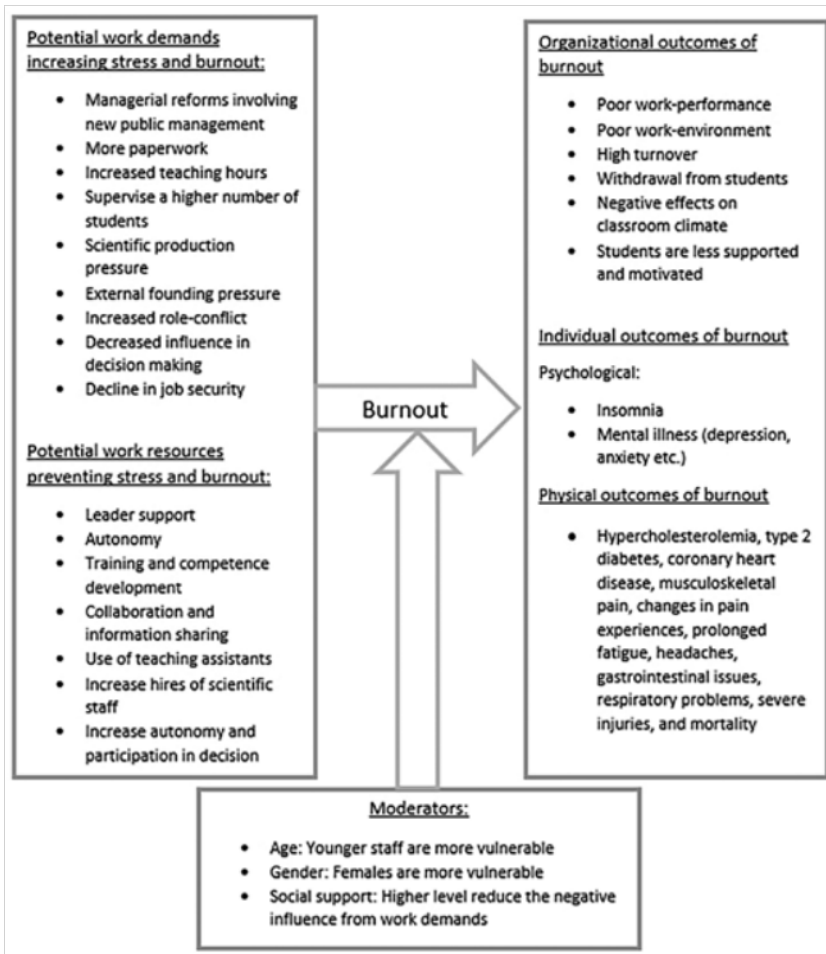 Potential work demands
increasing stress and burnout:
• Managerial reforms involving
new public management
• More paperwork
• Increased teaching hours
• Supervise a higher number of
students
• Scientific production
pressure
• External founding pressure
• Increased role-conflict
• Decreased influence in
decision making
• Decline in job security
Potential work resources
preventing stress and burnout:
• Leader support
• Autonomy
• Training and competence
development
• Collaboration and
information sharing
• Use of teaching assistants
• Increase hires of scientific
staff
• Increase autonomy and
participation in decision
Burnout
Organizational outcomes of
burnout
• Poor work-performance
• Poor work-environment
• High turnover
• Withdrawal from students
• Negative effects on
classroom climate
• Students are less supported
and motivated
Individual outcomes of burnout
Psychological:
• Insomnia
• Mental illness (depression,
anxiety etc.)
Physical outcomes of burnout
• Hypercholesterolemia, type 2
diabetes, coronary heart
disease, musculoskeletal
pain, changes in pain
experiences, prolonged
fatigue, headaches,
gastrointestinal issues,
respiratory problems, severe
injuries, and mortality
Moderators:
• Age: Younger staff are more vulnerable
• Gender: Females are more vulnerable
• Social support: Higher level reduce the negative
influence from work demands